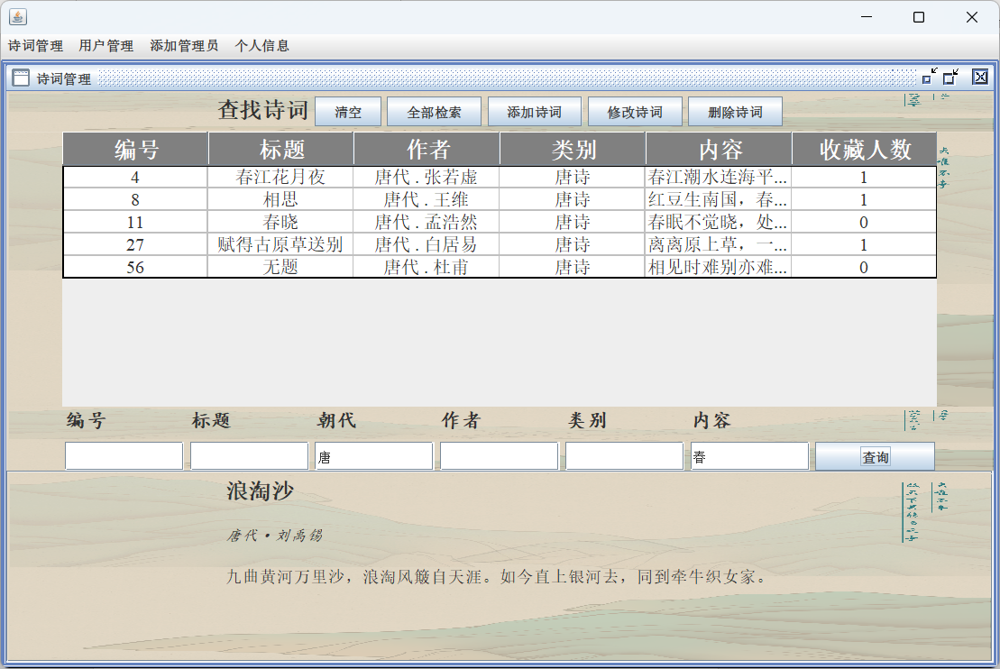 诗词管理 用户管理 添加管理员 个人信息
诗词管理
查找诗词 清空 全部检索 添加诗词 修改诗词 删除诗词
编号 标题 作者 类别 内容 收藏人数
4 春江花月夜 唐代 . 张若虚 唐诗 春江潮水连海平... 1
8 相思 唐代 . 王维 唐诗 红豆生南国，春... 1
11 春晓 唐代 . 孟浩然 唐诗 春眠不觉晓，处... 0
27 赋得古原草送别 唐代 . 白居易 唐诗 离离原上草，一... 1
56 无题 唐代 . 杜甫 唐诗 相见时难别亦难... 0
编号 标题 朝代 作者 类别 内容
唐 春 查询
浪淘沙
唐代·刘禹锡
九曲黄河万里沙，浪淘风簸自天涯。如今直上银河去，同到牵牛织女家。